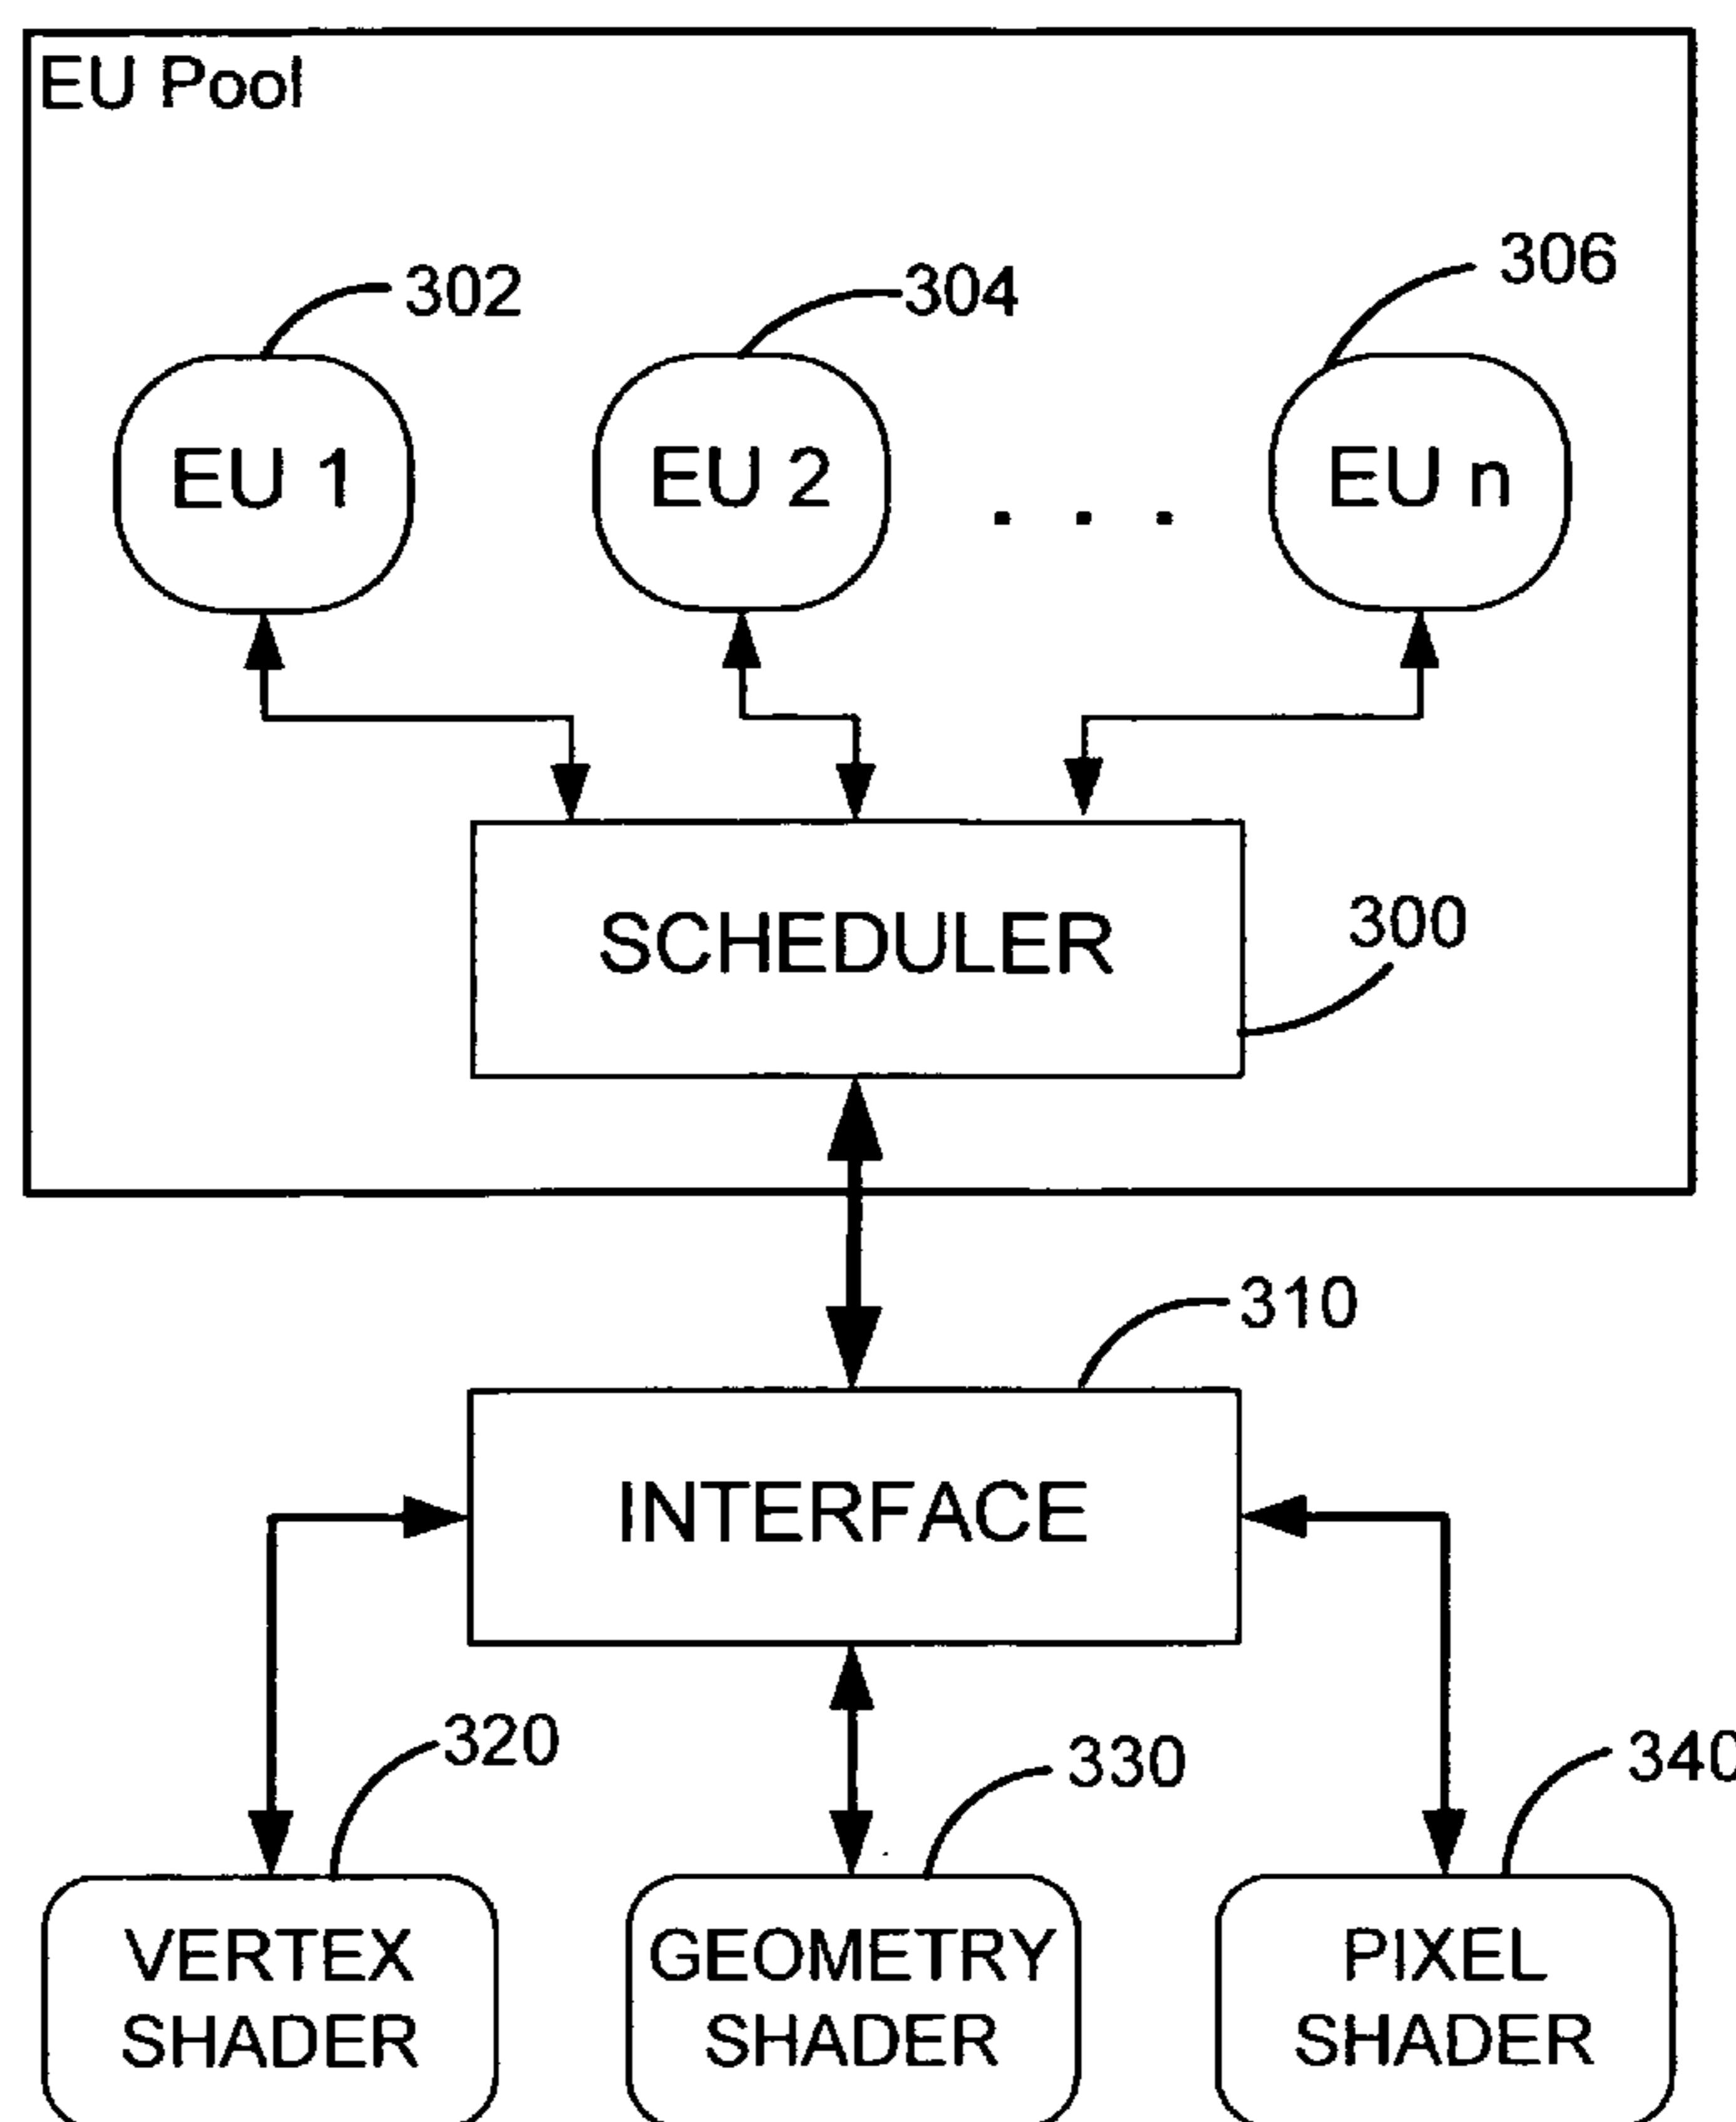 EU Pool
302
304
306
EU 1
EU 2
. . .
EU n
SCHEDULER
300
310
INTERFACE
320
330
340
VERTEX
SHADER
GEOMETRY
SHADER
PIXEL
SHADER